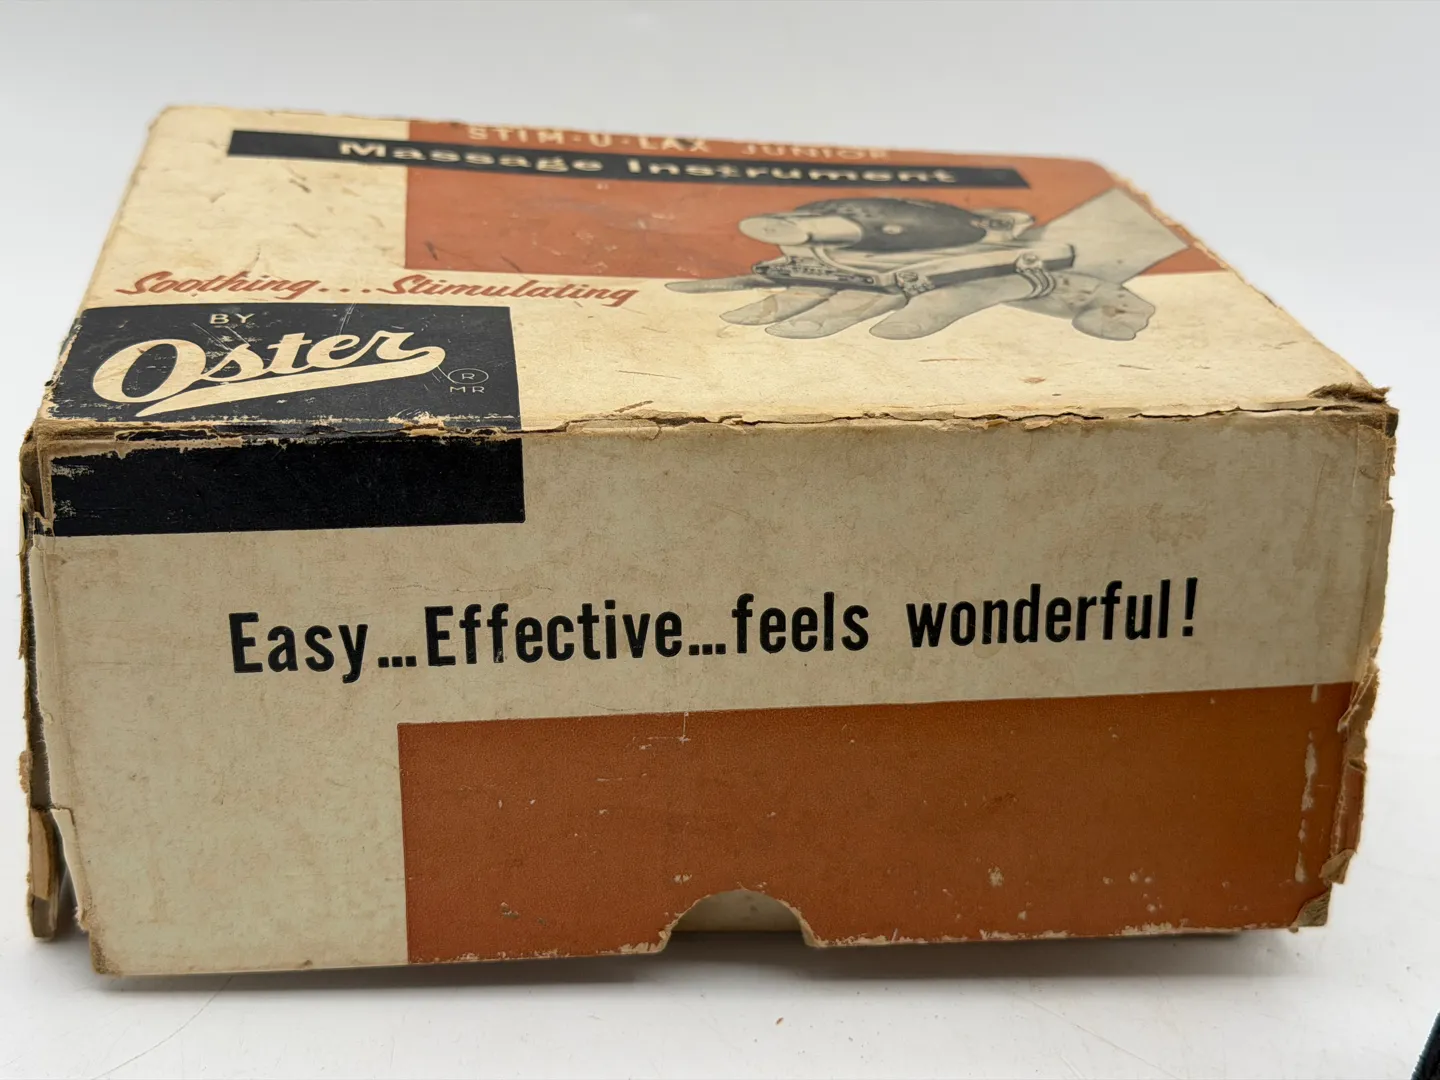 STIM·U·LAX JUNIOR
Massage Instrument
Soothing...Stimulating
BY
Oster
®
MR
Easy...Effective...feels wonderful!